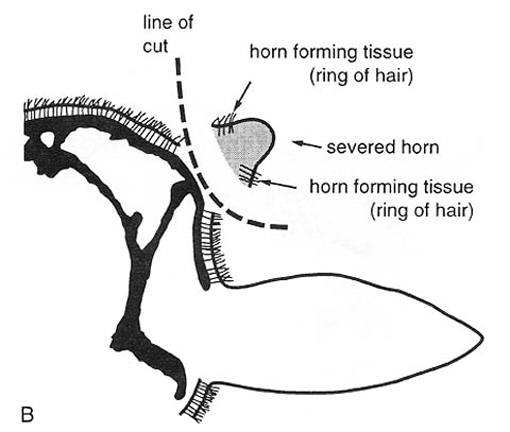 line of
cut
horn forming tissue
(ring of hair)
severed horn
horn forming tissue
(ring of hair)
B